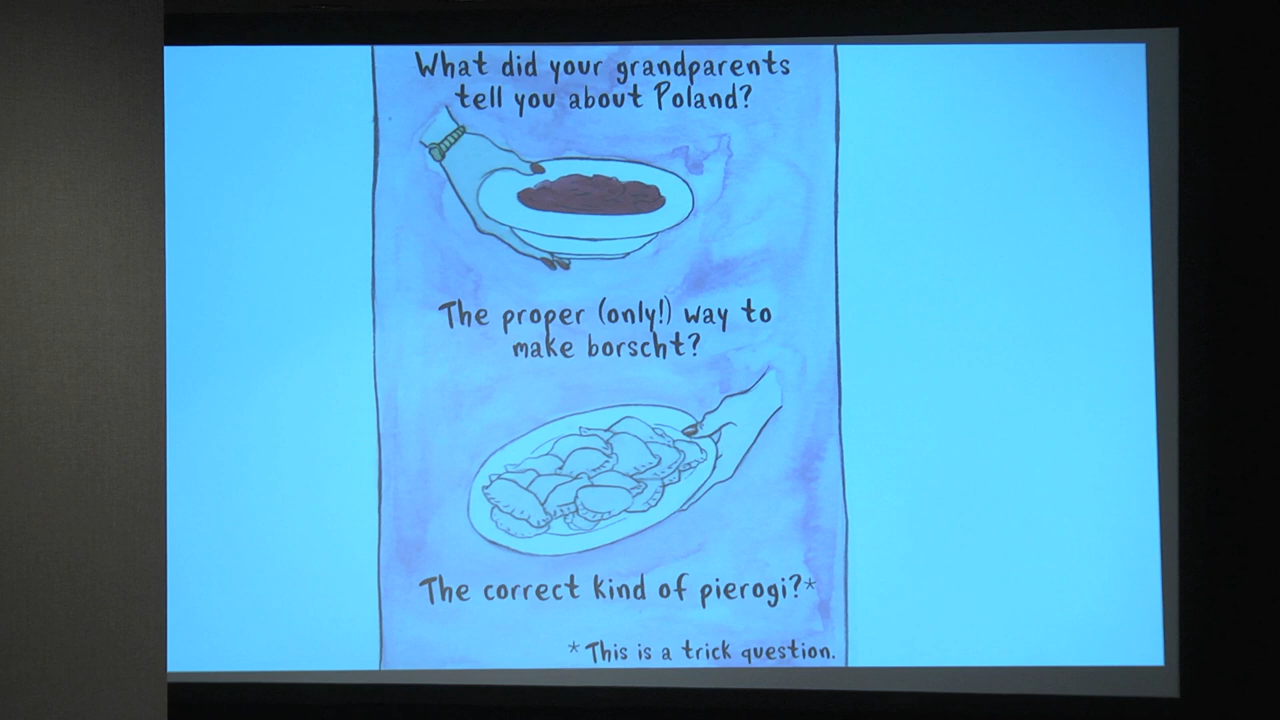 What did your grandparents
tell you about Poland?
The proper (only!) way to
make borscht?
The correct kind of pierogi?*
* This is a trick question.